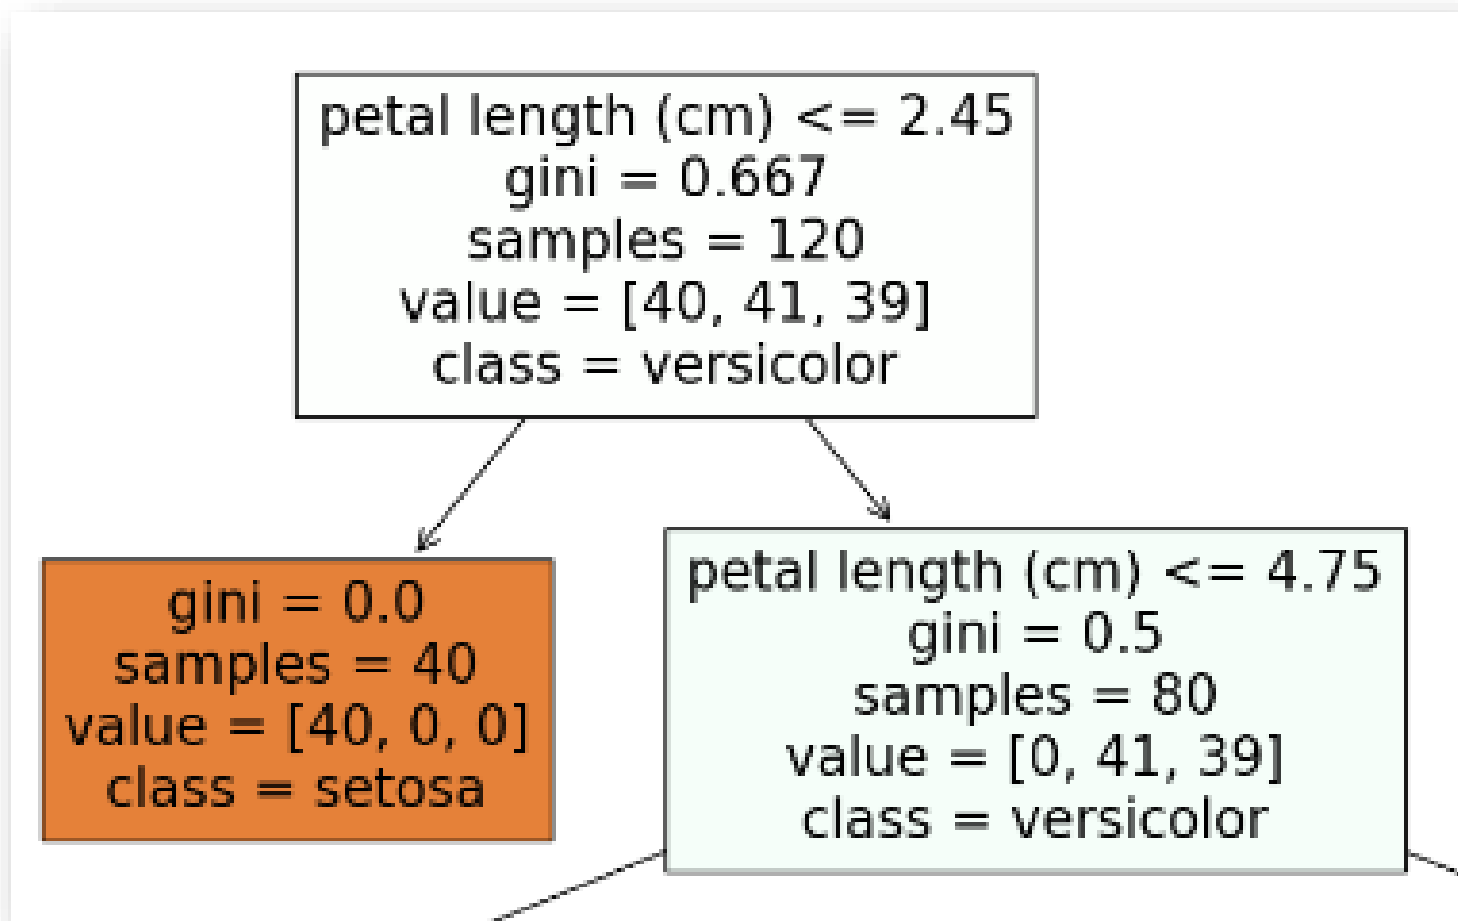 petal length (cm) <= 2.45
gini = 0.667
samples = 120
value = [40, 41, 39]
class = versicolor
gini = 0.0
samples = 40
value = [40, 0, 0]
class = setosa
petal length (cm) <= 4.75
gini = 0.5
samples = 80
value = [0, 41, 39]
class = versicolor